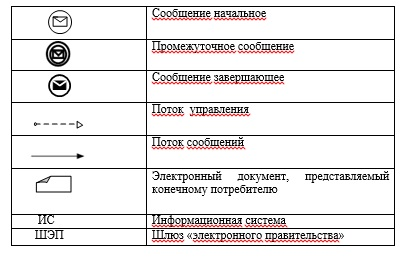 Сообщение начальное
Промежуточное сообщение
Сообщение завершающее
Поток управления
Поток сообщений
Электронный документ, представляемый
конечному потребителю
ИС Информационная система
ШЭП Шлюз «электронного правительства»